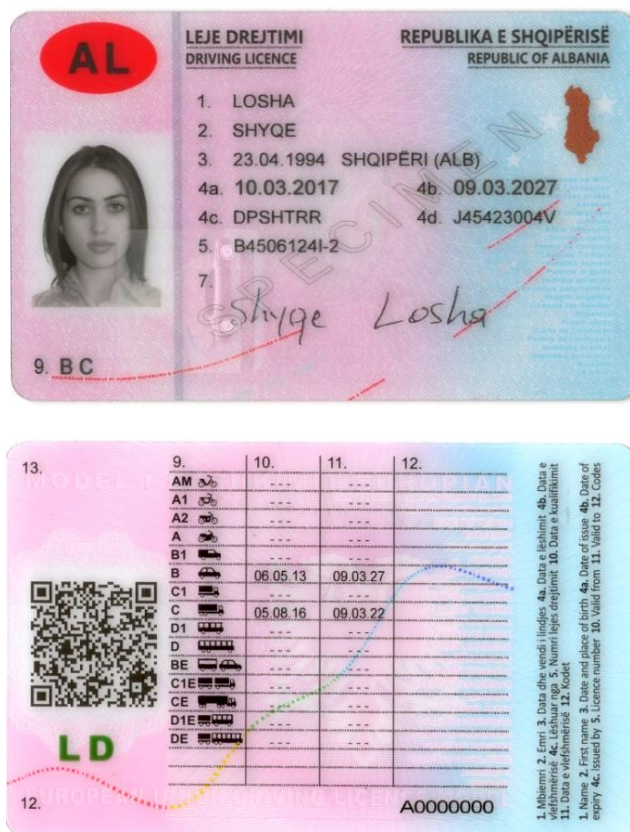 AL
LEJE DREJTIMI
DRIVING LICENCE
REPUBLIKA E SHQIPËRISË
REPUBLIC OF ALBANIA
1. LOSHA
2. SHYQE
3. 23.04.1994 SHQIPËRI (ALB)
4a. 10.03.2017 4b. 09.03.2027
4c. DPSHTRR 4d. J45423004V
5. B4506124I-2
7.
Shyqe Losha
SPECIMEN
9. B C
13.
9. 10. 11. 12.
AM --- ---
A1 --- ---
A2 --- ---
A --- ---
B1 --- ---
B 06.05.13 09.03.27
C1 --- ---
C 05.08.16 09.03.22
D1 --- ---
D --- ---
BE --- ---
C1E --- ---
CE --- ---
D1E --- ---
DE --- ---
LD
12.
EUROPEAN UNION DRIVING LICENCE
A0000000
1. Mbiemri 2. Emri 3. Data dhe vendi i lindjes 4a. Data e lëshimit 4b. Data e
vlefshmërisë 4c. Lëshuar nga 5. Numri lejes drejtimit 10. Data e kualifikimit
11. Data e vlefshmërisë 12. Kodet
1. Name 2. First name 3. Date and place of birth 4a. Date of issue 4b. Date of
expiry 4c. Issued by 5. Licence number 10. Valid from 11. Valid to 12. Codes